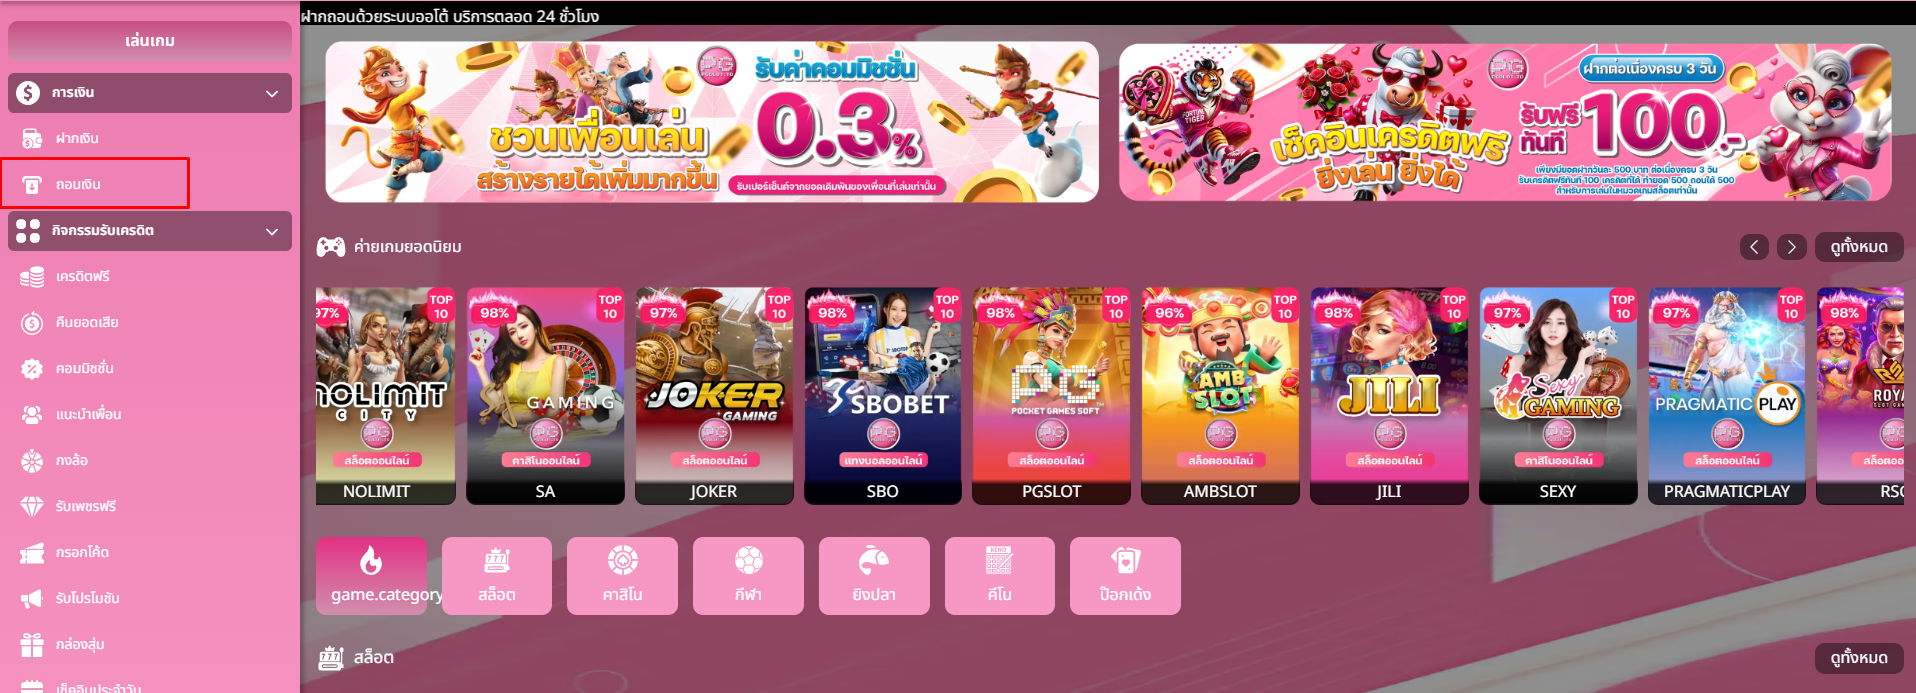 ฝากถอนด้วยระบบออโต้ บริการตลอด 24 ชั่วโมง
เล่นเกม
การเงิน
ฝากเงิน
ถอนเงิน
กิจกรรมรับเครดิต
เครดิตฟรี
คืนยอดเสีย
คอมมิชชั่น
แนะนำเพื่อน
กงล้อ
รับเพชรฟรี
กรอกโค้ด
รับโปรโมชัน
กล่องสุ่ม
เช็คอินประจำวัน
PG
รับค่าคอมมิชชั่น
0.3%
ชวนเพื่อนเล่น
สร้างรายได้เพิ่มมากขึ้น
รับเปอร์เซ็นต์จากยอดเดิมพันของเพื่อนที่เล่นเท่านั้น
FORTUNE TIGER
PG
ฝากต่อเนื่องครบ 3 วัน
เช็คอินเครดิตฟรี
ยิ่งเล่น ยิ่งได้
รับฟรี
ทันที
100.-
เพียงมียอดฝากวันละ 500 บาท ต่อเนื่องครบ 3 วัน
รับเครดิตฟรีทันที 100 เครดิตที่ได้ ทำยอด 500 ถอนได้ 500
สำหรับการเล่นในหมวดเกมสล็อตเท่านั้น
ค่ายเกมยอดนิยม
ดูทั้งหมด
97% TOP 10
NOLIMIT CITY
สล็อตออนไลน์
NOLIMIT
98% TOP 10
GAMING
คาสิโนออนไลน์
SA
97% TOP 10
JOKER GAMING
สล็อตออนไลน์
JOKER
98% TOP 10
SBOBET
แทงบอลออนไลน์
SBO
98% TOP 10
PG
POCKET GAMES SOFT
สล็อตออนไลน์
PGSLOT
96% TOP 10
AMB SLOT
สล็อตออนไลน์
AMBSLOT
98% TOP 10
JILI
สล็อตออนไลน์
JILI
97% TOP 10
Sexy GAMING
คาสิโนออนไลน์
SEXY
97% TOP 10
PRAGMATIC PLAY
สล็อตออนไลน์
PRAGMATICPLAY
98%
game.category
777
สล็อต
คาสิโน
กีฬา
ยิงปลา
KENO
คีโน
ป๊อกเด้ง
777
สล็อต
ดูทั้งหมด